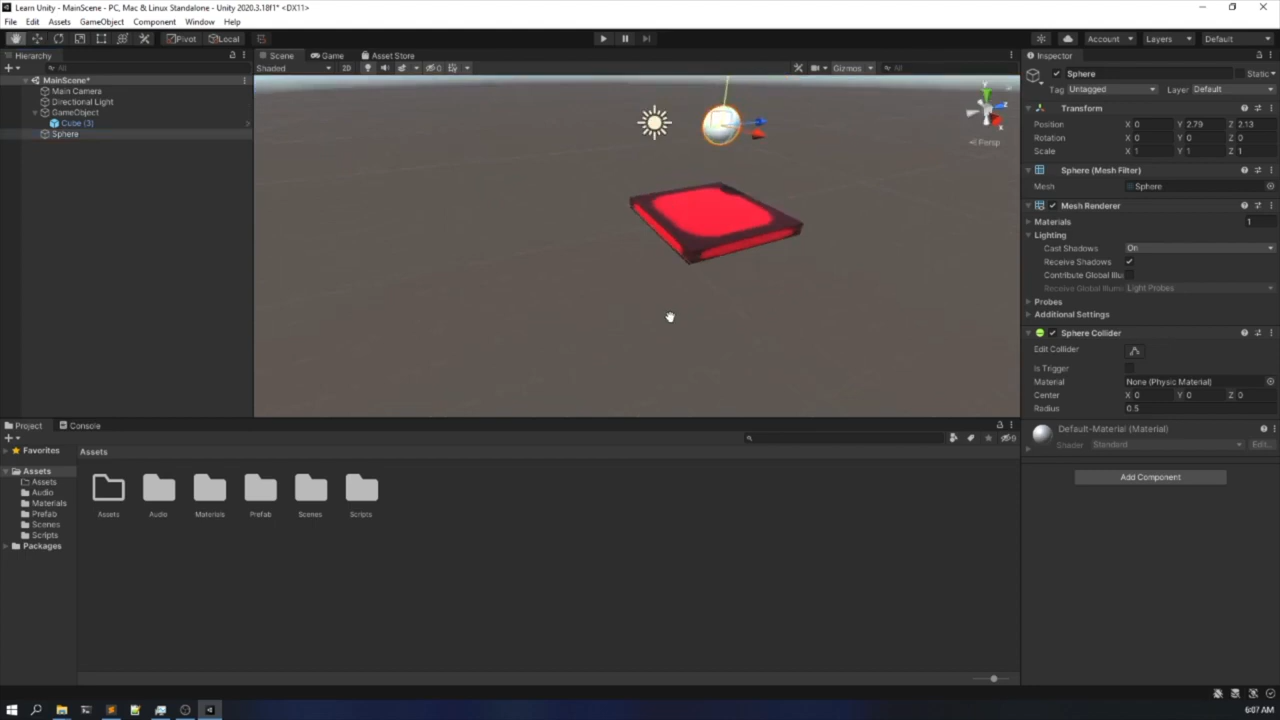 Learn Unity - MainScene - PC, Mac & Linux Standalone - Unity 2020.3.18f1* <DX11>
File Edit Assets GameObject Component Window Help
Pivot Local Account Layers Default
Hierarchy
All
MainScene*
Main Camera
Directional Light
GameObject
Cube (3)
Sphere
Scene Game Asset Store
Shaded 2D 0 Gizmos All
y
z
x
Persp
Inspector
Sphere Static
Tag Untagged Layer Default
Transform
Position X 0 Y 2.79 Z 2.13
Rotation X 0 Y 0 Z 0
Scale X 1 Y 1 Z 1
Sphere (Mesh Filter)
Mesh Sphere
Mesh Renderer
Materials 1
Lighting
Cast Shadows On
Receive Shadows
Contribute Global Illu
Receive Global Illumi Light Probes
Probes
Additional Settings
Sphere Collider
Edit Collider
Is Trigger
Material None (Physic Material)
Center X 0 Y 0 Z 0
Radius 0.5
Default-Material (Material)
Shader Standard Edit...
Add Component
Project Console
Favorites
Assets
Assets
Audio
Materials
Prefab
Scenes
Scripts
Packages
Assets
Assets Audio Materials Prefab Scenes Scripts
6:07 AM